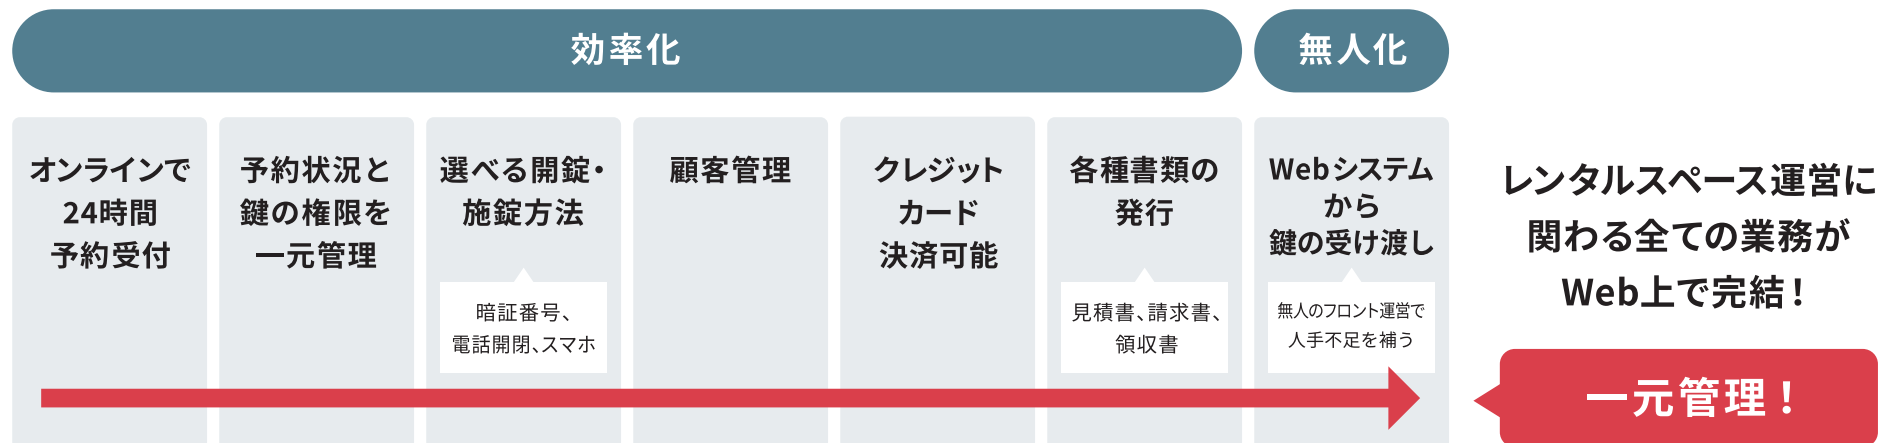 効率化
無人化
オンラインで
24時間
予約受付
予約状況と
鍵の権限を
一元管理
選べる開錠・
施錠方法
暗証番号、
電話開閉、スマホ
顧客管理
クレジット
カード
決済可能
各種書類の
発行
見積書、請求書、
領収書
Webシステム
から
鍵の受け渡し
無人のフロント運営で
人手不足を補う
レンタルスペース運営に
関わる全ての業務が
Web上で完結！
一元管理！